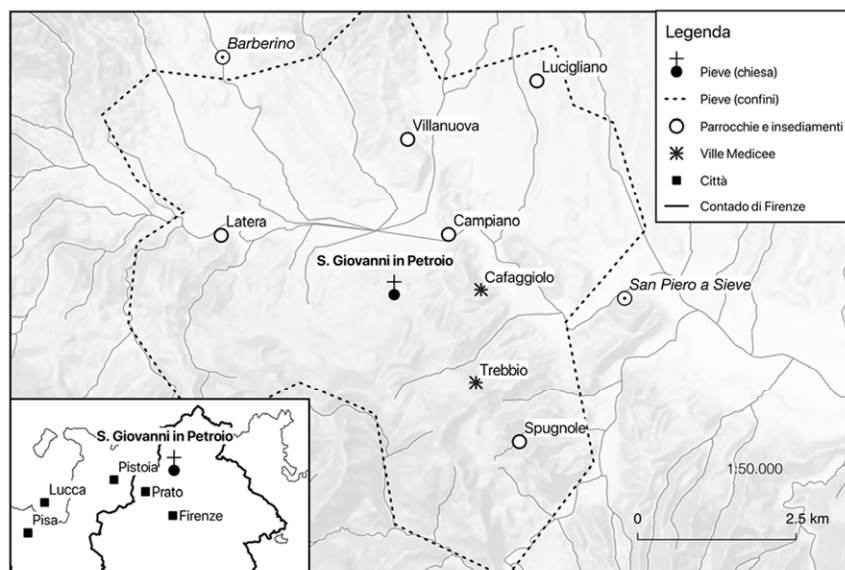 Barberino
Lucigliano
Villanuova
Latera
Campiano
S. Giovanni in Petroio
Cafaggiolo
San Piero a Sieve
Trebbio
Spugnole
1:50.000
0
2.5 km
Legenda
Pieve (chiesa)
Pieve (confini)
Parrocchie e insediamenti
Ville Medicee
Città
Contado di Firenze
S. Giovanni in Petroio
Pistoia
Lucca
Prato
Pisa
Firenze